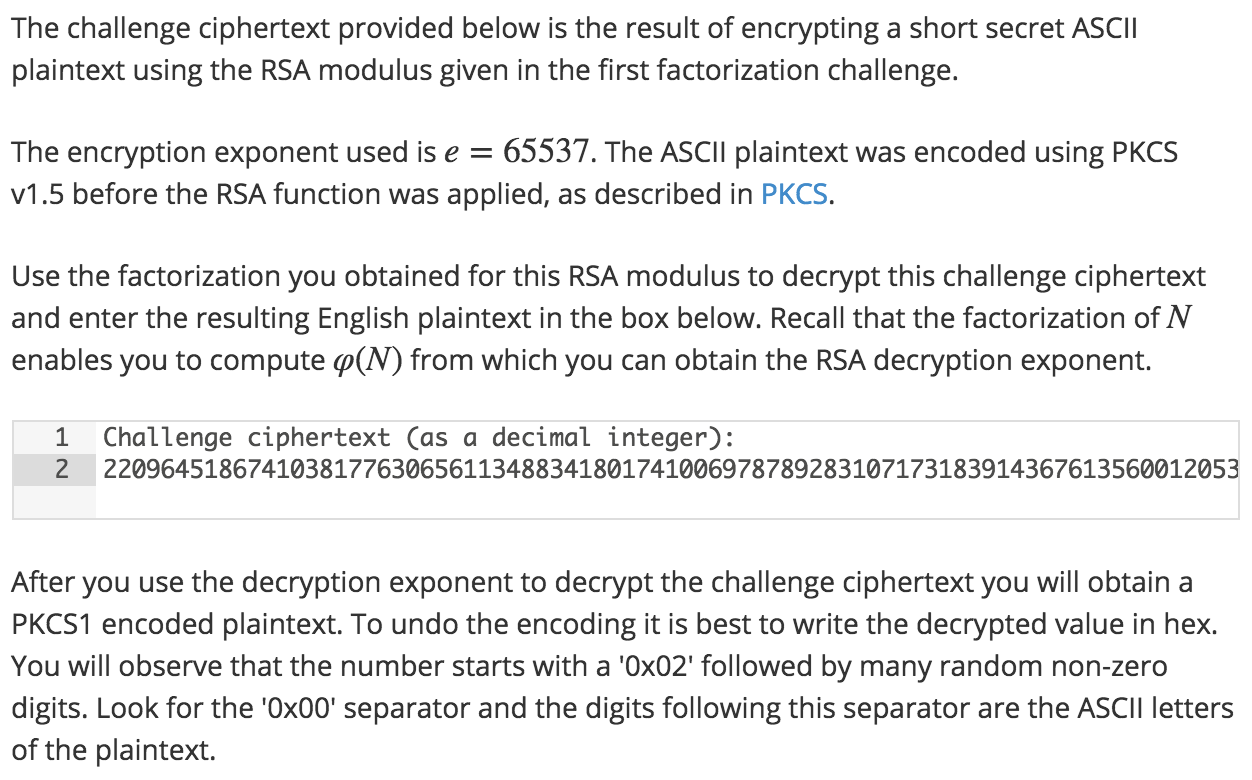 The challenge ciphertext provided below is the result of encrypting a short secret ASCII
plaintext using the RSA modulus given in the first factorization challenge.
The encryption exponent used is e = 65537. The ASCII plaintext was encoded using PKCS
v1.5 before the RSA function was applied, as described in PKCS.
Use the factorization you obtained for this RSA modulus to decrypt this challenge ciphertext
and enter the resulting English plaintext in the box below. Recall that the factorization of N
enables you to compute φ(N) from which you can obtain the RSA decryption exponent.
1 Challenge ciphertext (as a decimal integer):
2 2209645186741038177630656113488341801741006978789283107173183914367613560012053
After you use the decryption exponent to decrypt the challenge ciphertext you will obtain a
PKCS1 encoded plaintext. To undo the encoding it is best to write the decrypted value in hex.
You will observe that the number starts with a '0x02' followed by many random non-zero
digits. Look for the '0x00' separator and the digits following this separator are the ASCII letters
of the plaintext.